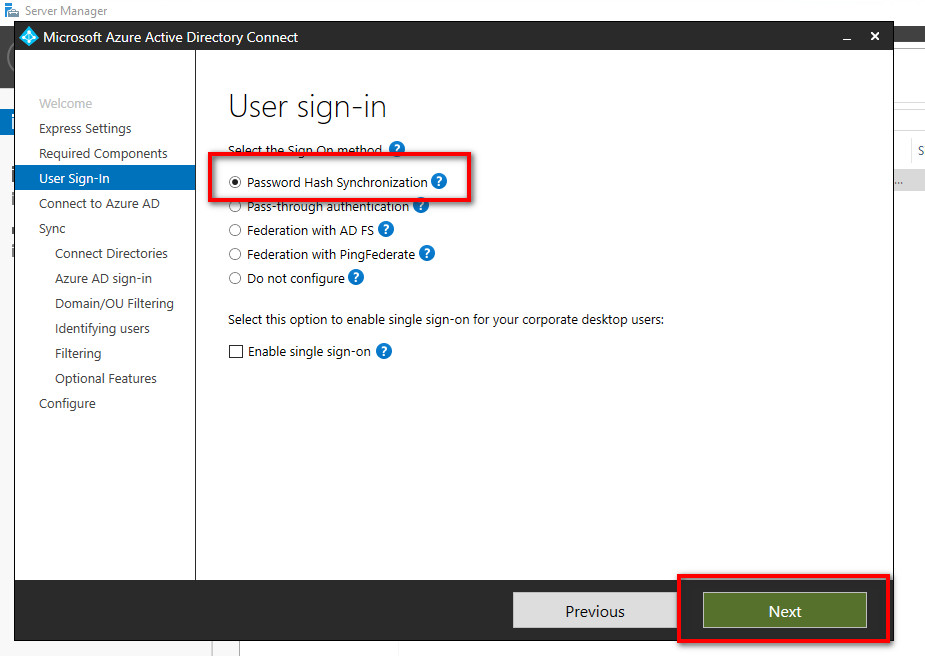 Server Manager
Microsoft Azure Active Directory Connect
Welcome
Express Settings
Required Components
User Sign-In
Connect to Azure AD
Sync
Connect Directories
Azure AD sign-in
Domain/OU Filtering
Identifying users
Filtering
Optional Features
Configure
User sign-in
Select the Sign On method ?
Password Hash Synchronization ?
Pass-through authentication ?
Federation with AD FS ?
Federation with PingFederate ?
Do not configure ?
Select this option to enable single sign-on for your corporate desktop users:
Enable single sign-on ?
Previous
Next